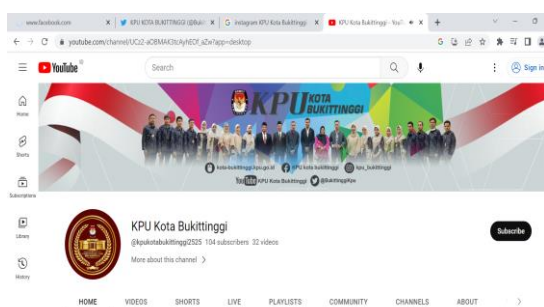 www.facebook.com
KPU KOTA BUKITTINGGI (@Bukit
instagram KPU Kota Bukittinggi
KPU Kota Bukittinggi - YouT
youtube.com/channel/
?app=desktop
YouTube
Search
Sign in
Home
Shorts
Subscriptions
Library
History
KPU KOTA BUKITTINGGI
kota-bukittinggi.kpu.go.id
KPU kota bukittinggi
kpu_bukittinggi
YouTube KPU Kota Bukittinggi
@BukittinggiKpu
KPU Kota Bukittinggi
@kpukotabukittinggi2525 104 subscribers 32 videos
More about this channel
Subscribe
HOME VIDEOS SHORTS LIVE PLAYLISTS COMMUNITY CHANNELS ABOUT